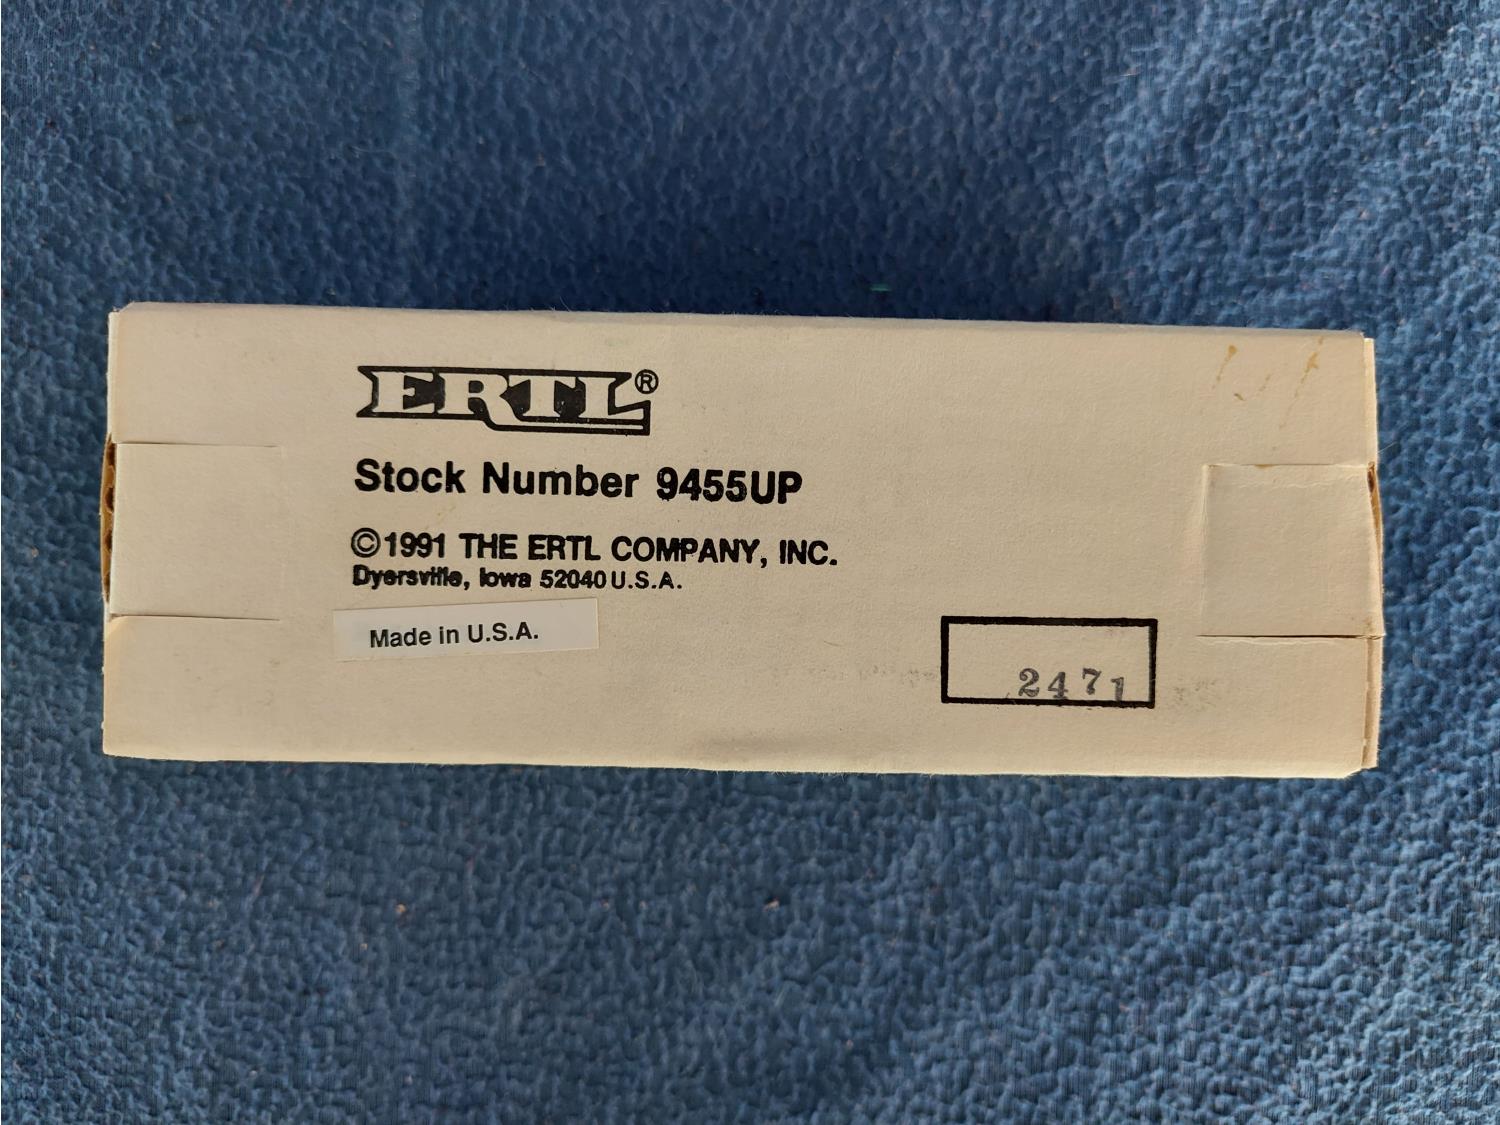 ERTL®
Stock Number 9455UP
©1991 THE ERTL COMPANY, INC.
Dyersville, Iowa 52040 U.S.A.
Made in U.S.A.
2471